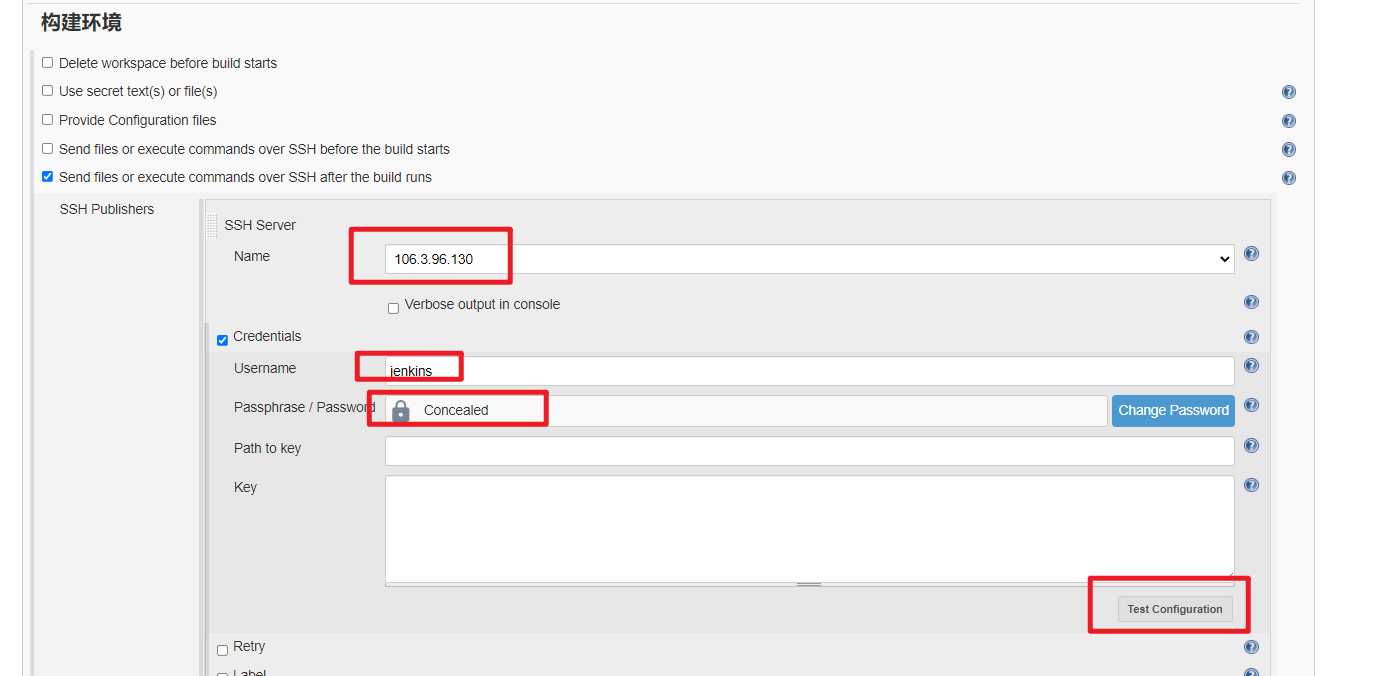 构建环境
Delete workspace before build starts
Use secret text(s) or file(s)
Provide Configuration files
Send files or execute commands over SSH before the build starts
Send files or execute commands over SSH after the build runs
SSH Publishers
SSH Server
Name
106.3.96.130
Verbose output in console
Credentials
Username
jenkins
Passphrase / Password
Concealed
Change Password
Path to key
Key
Test Configuration
Retry
Label